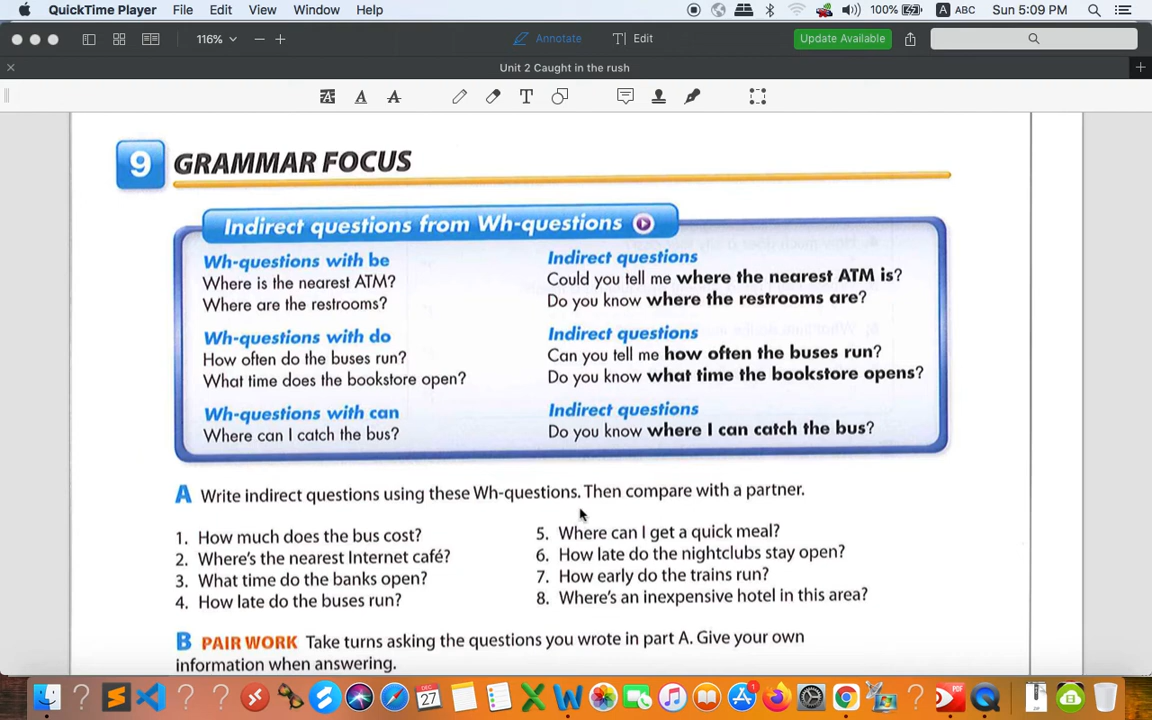 QuickTime Player File Edit View Window Help 100% A ABC Sun 5:09 PM
116% Annotate Edit Update Available
Unit 2 Caught in the rush
9 GRAMMAR FOCUS
Indirect questions from Wh-questions
Wh-questions with be
Where is the nearest ATM?
Where are the restrooms?
Indirect questions
Could you tell me where the nearest ATM is?
Do you know where the restrooms are?
Wh-questions with do
How often do the buses run?
What time does the bookstore open?
Indirect questions
Can you tell me how often the buses run?
Do you know what time the bookstore opens?
Wh-questions with can
Where can I catch the bus?
Indirect questions
Do you know where I can catch the bus?
A Write indirect questions using these Wh-questions. Then compare with a partner.
1. How much does the bus cost?
2. Where's the nearest Internet café?
3. What time do the banks open?
4. How late do the buses run?
5. Where can I get a quick meal?
6. How late do the nightclubs stay open?
7. How early do the trains run?
8. Where's an inexpensive hotel in this area?
B PAIR WORK Take turns asking the questions you wrote in part A. Give your own
information when answering.
DEC
27
1
PDF